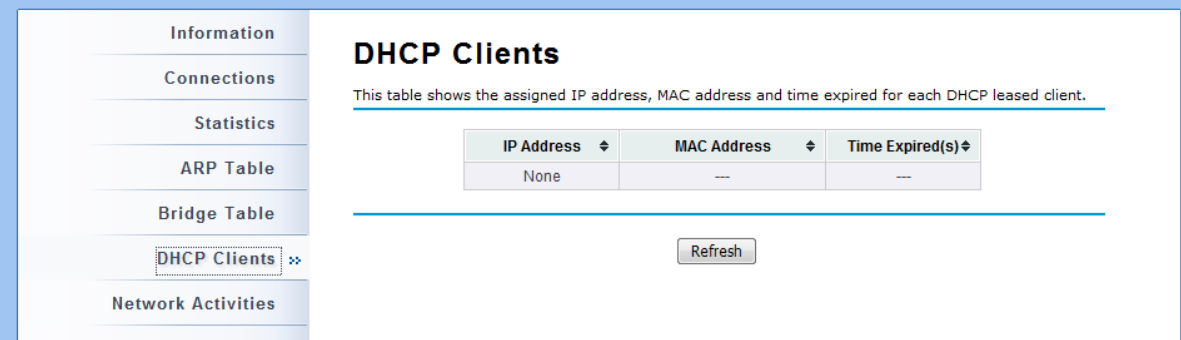 Information
Connections
Statistics
ARP Table
Bridge Table
DHCP Clients
Network Activities
DHCP Clients
This table shows the assigned IP address, MAC address and time expired for each DHCP leased client.
IP Address MAC Address Time Expired(s)
None --- ---
Refresh